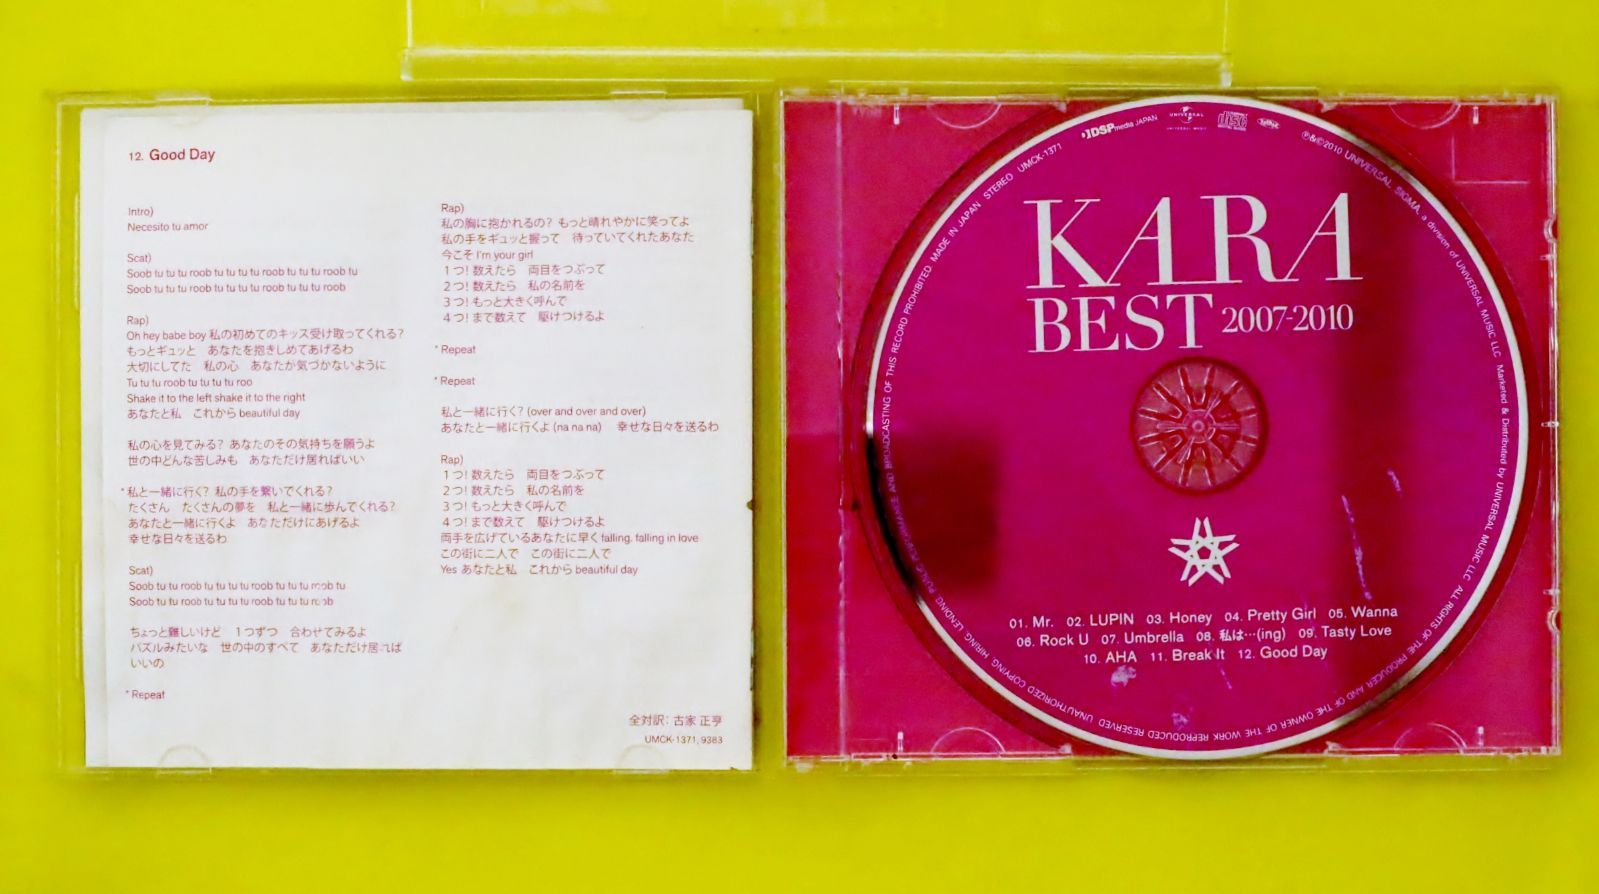 12. Good Day
Intro)
Necesito tu amor
Scat)
Soob tu tu tu roob tu tu tu tu roob tu tu tu roob tu
Soob tu tu tu roob tu tu tu tu roob tu tu tu roob
Rap)
Oh hey babe boy 私の初めてのキッス受け取ってくれる?
もっとギュッと あなたを抱きしめてあげるわ
大切にしてた 私の心 あなたが気づかないように
Tu tu tu roob tu tu tu tu roo
Shake it to the left shake it to the right
あなたと私 これから beautiful day
私の心を見てみる? あなたのその気持ちを願うよ
世の中どんな苦しみも あなただけ居ればいい
*私と一緒に行く? 私の手を繋いでくれる?
たくさん たくさんの夢を 私と一緒に歩んでくれる?
あなたと一緒に行くよ あなただけにあげるよ
幸せな日々を送るわ
Scat)
Soob tu tu roob tu tu tu tu roob tu tu tu roob tu
Soob tu tu roob tu tu tu tu roob tu tu tu roob
ちょっと難しいけど 1つずつ 合わせてみるよ
パズルみたいな 世の中のすべて あなただけ居れば
いいの
* Repeat
Rap)
私の胸に抱かれるの? もっと晴れやかに笑ってよ
私の手をギュッと握って 待っていてくれたあなた
今こそ I'm your girl
1つ! 数えたら 両目をつぶって
2つ! 数えたら 私の名前を
3つ! もっと大きく呼んで
4つ! まで数えて 駆けつけるよ
* Repeat
* Repeat
私と一緒に行く? (over and over and over)
あなたと一緒に行くよ (na na na) 幸せな日々を送るわ
Rap)
1つ! 数えたら 両目をつぶって
2つ! 数えたら 私の名前を
3つ! もっと大きく呼んで
4つ! まで数えて 駆けつけるよ
両手を広げているあなたに早く falling, falling in love
この街に二人で この街に二人で
Yes あなたと私 これから beautiful day
全対訳: 古家 正亨
UMCK-1371, 9383
DSPmedia JAPAN
UNIVERSAL
UNIVERSAL MUSIC
KARA
BEST 2007-2010
01. Mr. 02. LUPIN 03. Honey 04. Pretty Girl 05. Wanna
06. Rock U 07. Umbrella 08. 私は…(ing) 09. Tasty Love
10. AHA 11. Break It 12. Good Day
℗&©2010 UNIVERSAL SIGMA, a division of UNIVERSAL MUSIC LLC Marketed & Distributed by UNIVERSAL MUSIC LLC ALL RIGHTS OF THE PRODUCER AND OF THE OWNER OF THE WORK REPRODUCED RESERVED UNAUTHORIZED COPYING, HIRING, LENDING, PUBLIC PERFORMANCE AND BROADCASTING OF THIS RECORD PROHIBITED. MADE IN JAPAN STEREO UMCK-1371